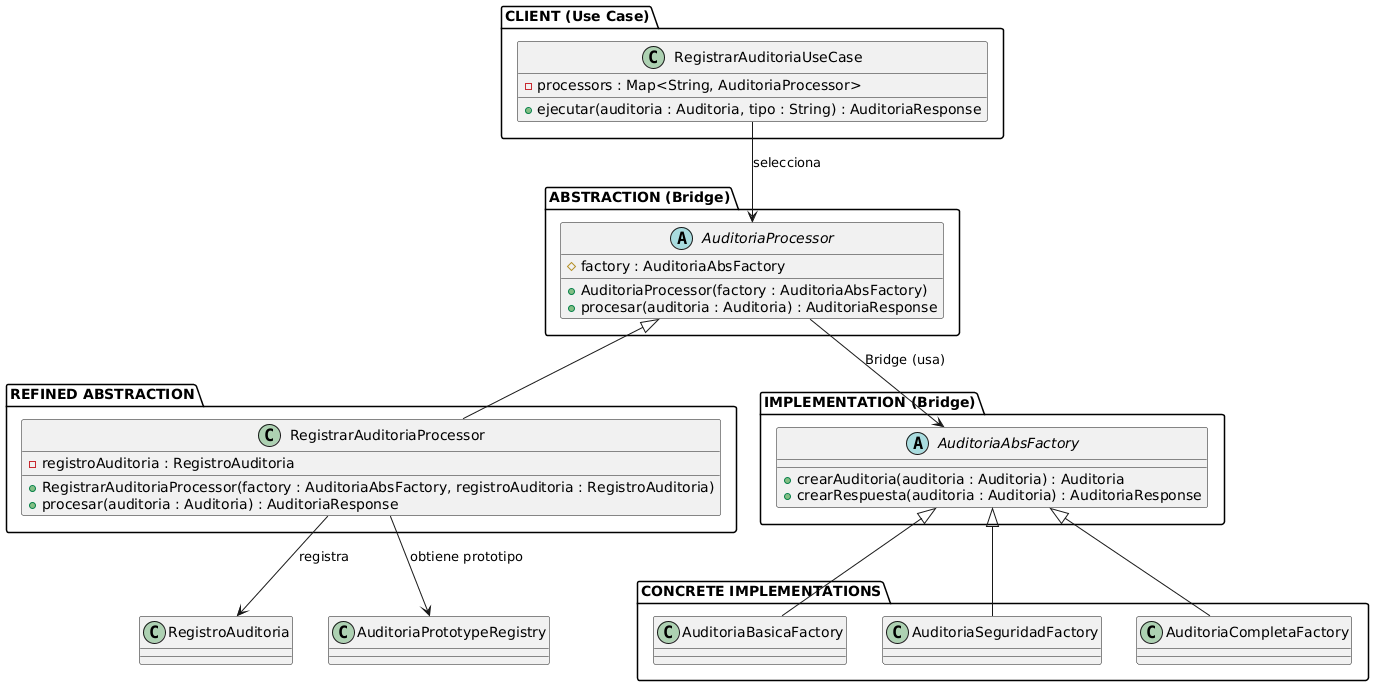 CLIENT (Use Case)
C RegistrarAuditoriaUseCase
processors : Map<String, AuditoriaProcessor>
ejecutar(auditoria : Auditoria, tipo : String) : AuditoriaResponse
selecciona
ABSTRACTION (Bridge)
A AuditoriaProcessor
factory : AuditoriaAbsFactory
AuditoriaProcessor(factory : AuditoriaAbsFactory)
procesar(auditoria : Auditoria) : AuditoriaResponse
Bridge (usa)
REFINED ABSTRACTION
C RegistrarAuditoriaProcessor
registroAuditoria : RegistroAuditoria
RegistrarAuditoriaProcessor(factory : AuditoriaAbsFactory, registroAuditoria : RegistroAuditoria)
procesar(auditoria : Auditoria) : AuditoriaResponse
IMPLEMENTATION (Bridge)
A AuditoriaAbsFactory
crearAuditoria(auditoria : Auditoria) : Auditoria
crearRespuesta(auditoria : Auditoria) : AuditoriaResponse
registra
obtiene prototipo
C RegistroAuditoria
C AuditoriaPrototypeRegistry
CONCRETE IMPLEMENTATIONS
C AuditoriaBasicaFactory
C AuditoriaSeguridadFactory
C AuditoriaCompletaFactory